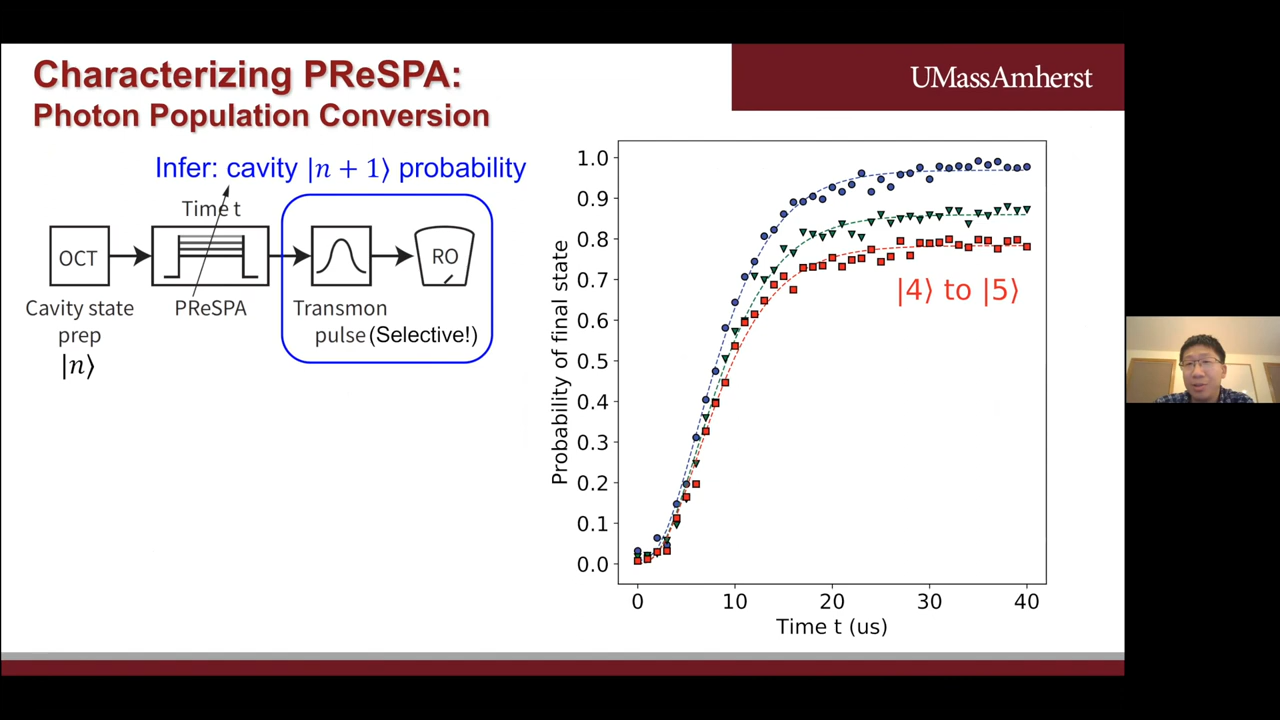 Characterizing PReSPA:
Photon Population Conversion
UMassAmherst
Infer: cavity |n + 1⟩ probability
Time t
OCT
RO
Cavity state
prep
|n⟩
PReSPA
Transmon
pulse (Selective!)
Probability of final state
1.0
0.9
0.8
0.7
0.6
0.5
0.4
0.3
0.2
0.1
0.0
|4⟩ to |5⟩
0 10 20 30 40
Time t (us)